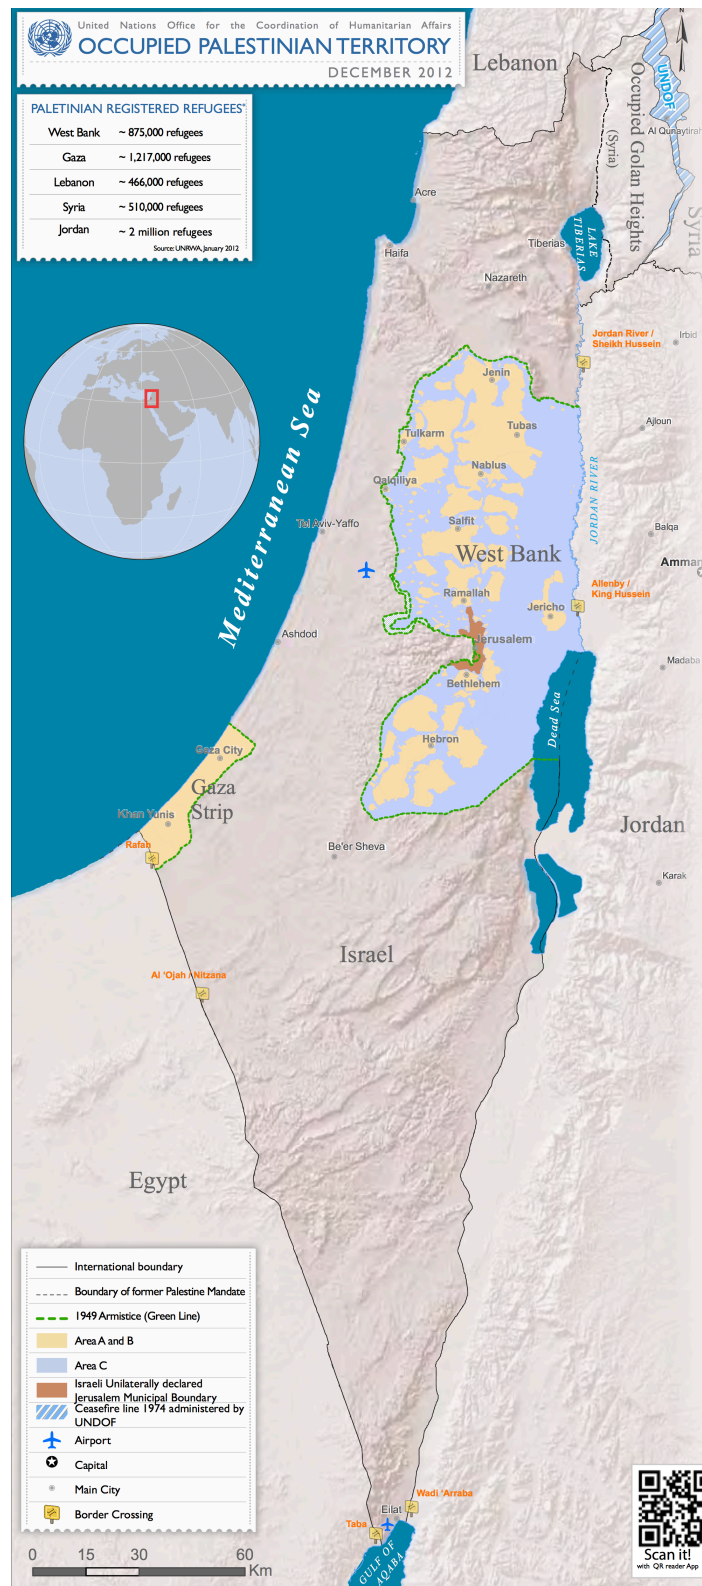 United Nations Office for the Coordination of Humanitarian Affairs
OCCUPIED PALESTINIAN TERRITORY
DECEMBER 2012
PALETINIAN REGISTERED REFUGEES*
West Bank ~ 875,000 refugees
Gaza ~ 1,217,000 refugees
Lebanon ~ 466,000 refugees
Syria ~ 510,000 refugees
Jordan ~ 2 million refugees
Source: UNRWA, January 2012
N
Lebanon
UNDOF
Occupied Golan Heights
(Syria)
Al Qunaytirah
Syria
Acre
LAKE
TIBERIAS
Tiberias
Haifa
Nazareth
Jordan River /
Sheikh Hussein
Irbid
Jenin
Mediterranean Sea
Tubas
Ajloun
Tulkarm
Nablus
Qalqiliya
JORDAN RIVER
Tel Aviv-Yaffo
Salfit
Balqa
West Bank
Amman
Ramallah
Allenby /
King Hussein
Jericho
Ashdod
Jerusalem
Madaba
Bethlehem
Dead Sea
Hebron
Gaza City
Gaza
Strip
Khan Yunis
Jordan
Rafah
Be'er Sheva
Karak
Israel
Al 'Ojah / Nitzana
Egypt
International boundary
Boundary of former Palestine Mandate
1949 Armistice (Green Line)
Area A and B
Area C
Israeli Unilaterally declared
Jerusalem Municipal Boundary
Ceasefire line 1974 administered by
UNDOF
Airport
Capital
Main City
Border Crossing
Wadi 'Arraba
Eilat
Taba
GULF OF
AQABA
0 15 30 60
Km
Scan it!
with QR reader App